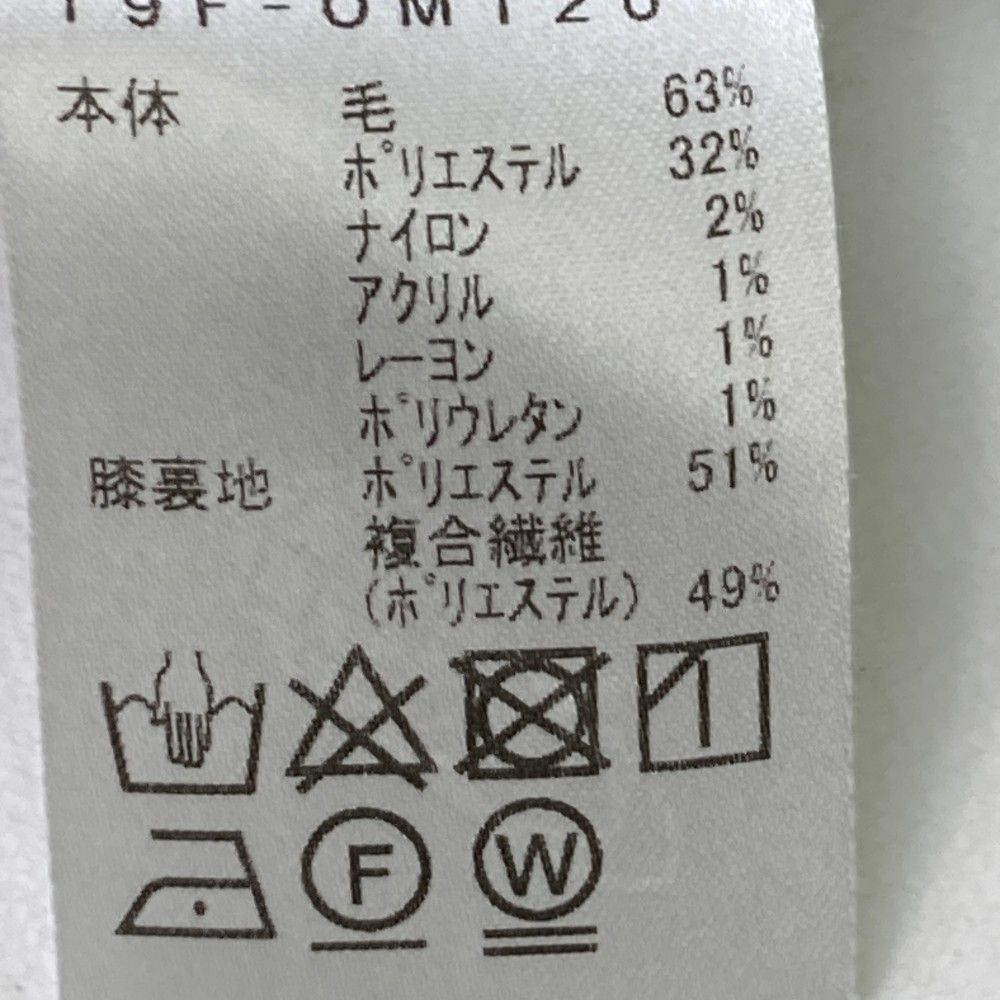 本体 毛 63%
ポリエステル 32%
ナイロン 2%
アクリル 1%
レーヨン 1%
ポリウレタン 1%
膝裏地 ポリエステル 51%
複合繊維
(ポリエステル) 49%
F W